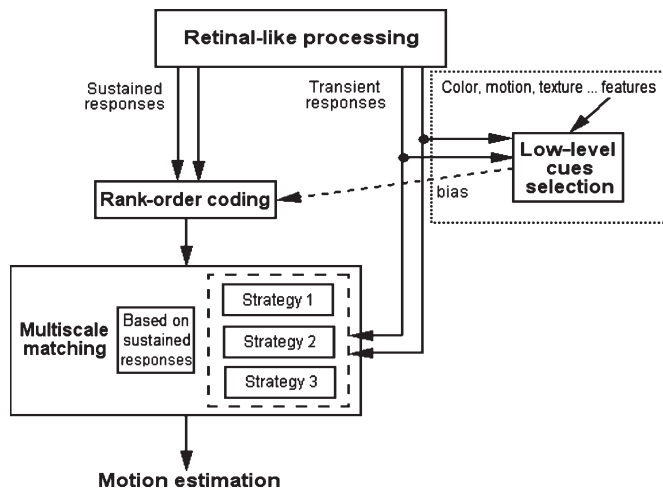 Retinal-like processing
Sustained
responses
Transient
responses
Color, motion, texture ... features
Low-level
cues
selection
bias
Rank-order coding
Multiscale
matching
Based on
sustained
responses
Strategy 1
Strategy 2
Strategy 3
Motion estimation